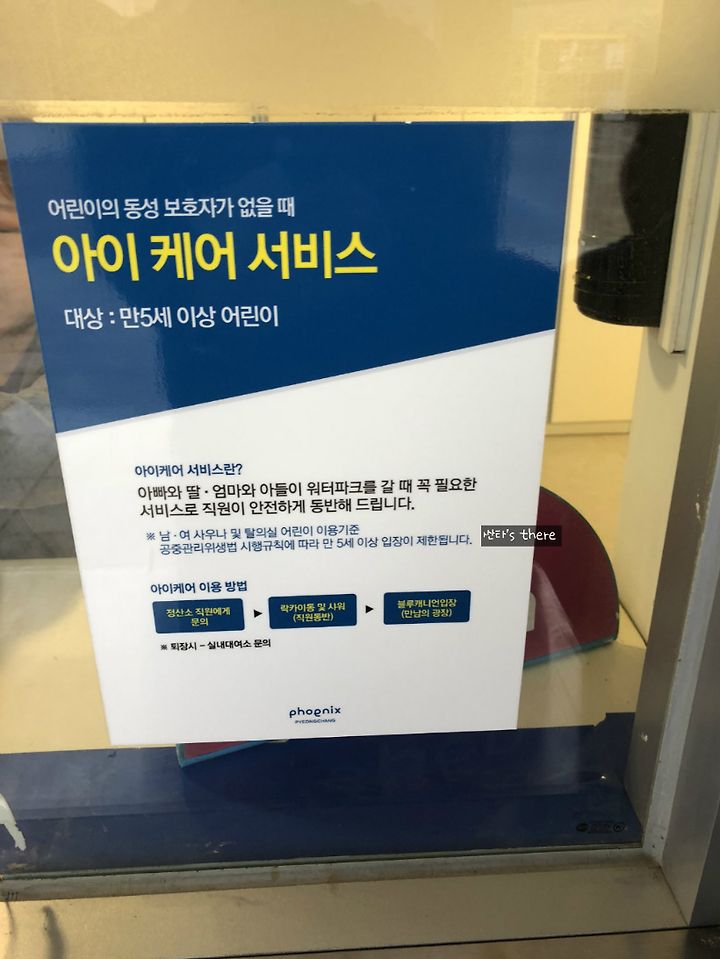 어린이의 동성 보호자가 없을 때
아이 케어 서비스
대상 : 만5세 이상 어린이
아이케어 서비스란?
아빠와 딸 · 엄마와 아들이 워터파크를 갈 때 꼭 필요한
서비스로 직원이 안전하게 동반해 드립니다.
※ 남 · 여 사우나 및 탈의실 어린이 이용기준
공중관리위생법 시행규칙에 따라 만 5세 이상 입장이 제한됩니다.
싼타's there
아이케어 이용 방법
정산소 직원에게
문의
▶
락카이동 및 샤워
(직원동반)
▶
블루캐니언입장
(만남의 광장)
※ 퇴장시 – 실내대여소 문의
phoenix
PYEONGCHANG